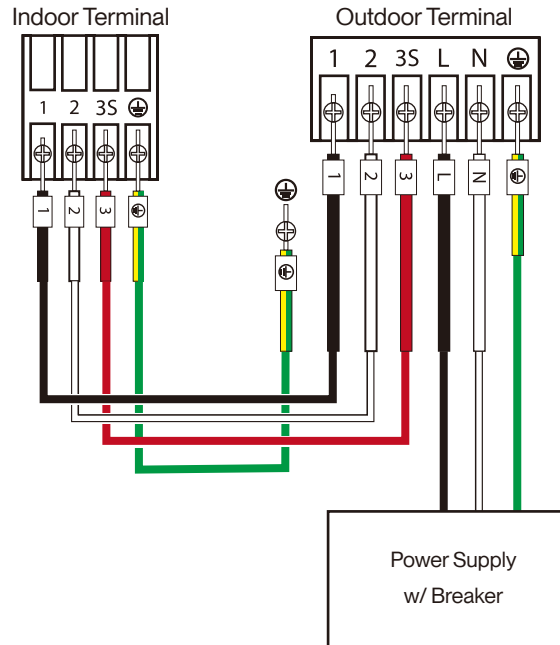 Indoor Terminal
Outdoor Terminal
1 2 3S L N
1 2 3S
1 2 3 L N
1 2 3
Power Supply
w/ Breaker